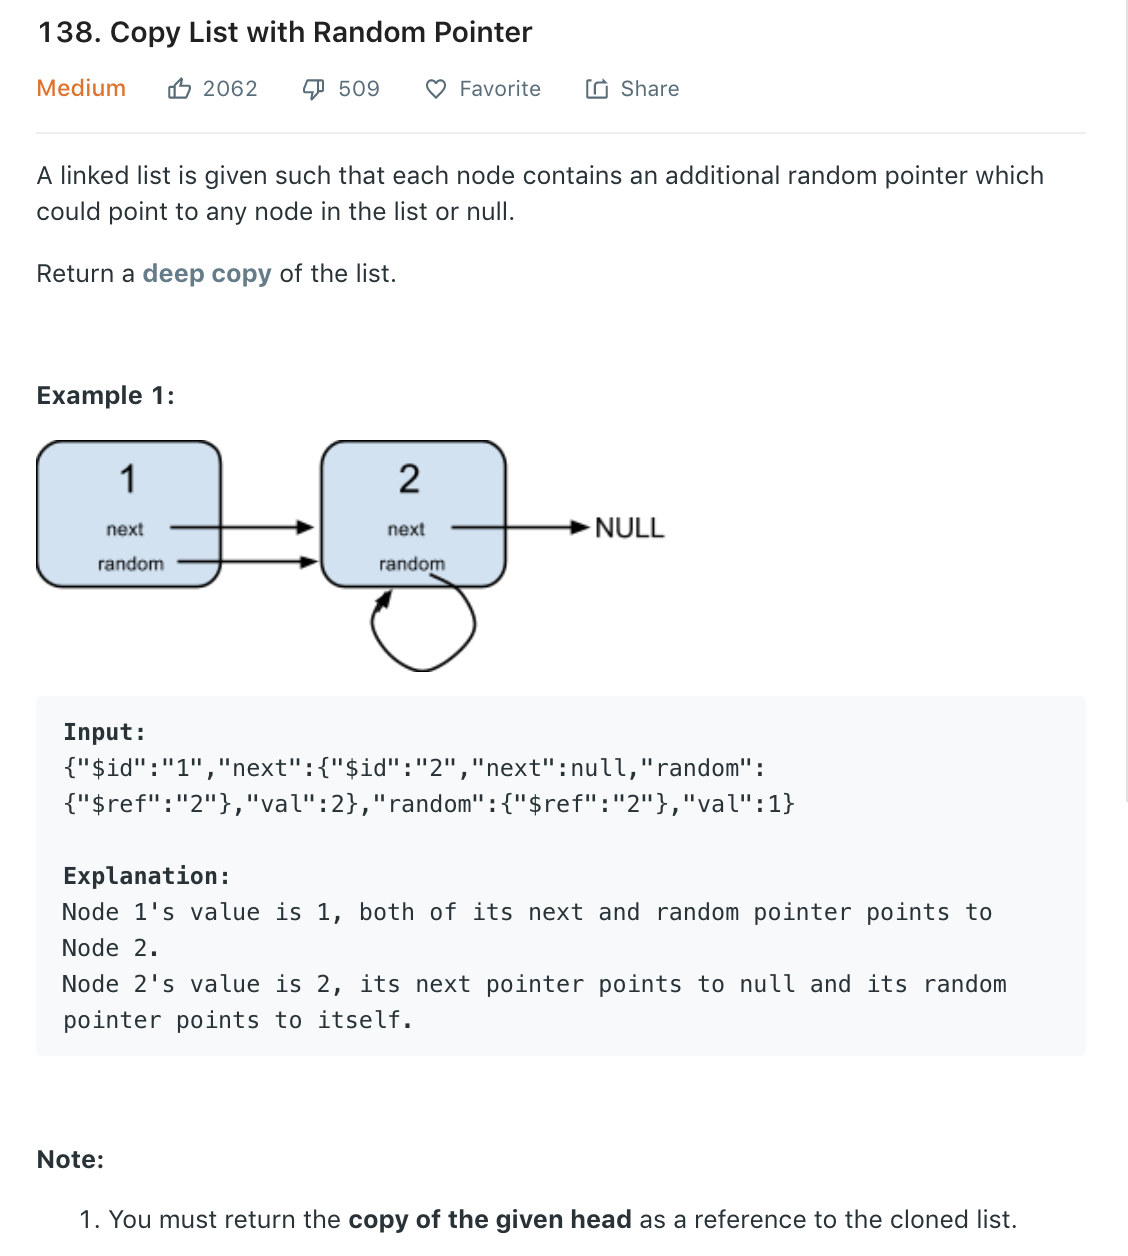 138. Copy List with Random Pointer
Medium 2062 509 Favorite Share
A linked list is given such that each node contains an additional random pointer which
could point to any node in the list or null.
Return a deep copy of the list.
Example 1:
1 2
next next NULL
random random
Input:
{"$id":"1","next":{"$id":"2","next":null,"random":
{"$ref":"2"},"val":2},"random":{"$ref":"2"},"val":1}
Explanation:
Node 1's value is 1, both of its next and random pointer points to
Node 2.
Node 2's value is 2, its next pointer points to null and its random
pointer points to itself.
Note:
1. You must return the copy of the given head as a reference to the cloned list.